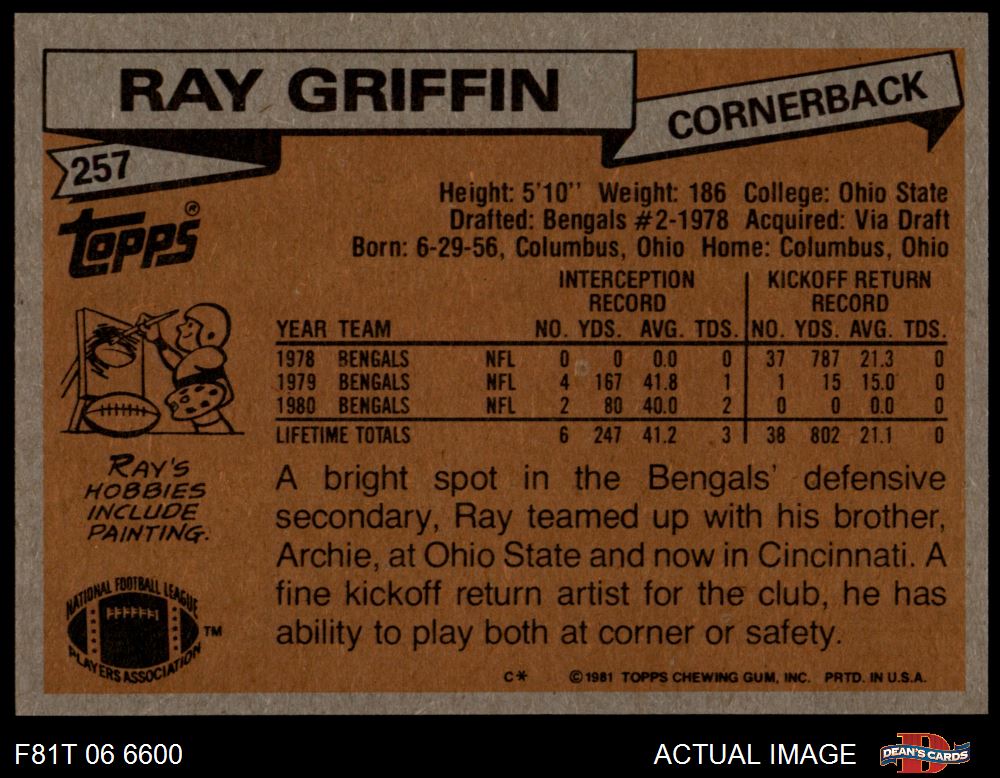 RAY GRIFFIN
CORNERBACK
257
topps®
Height: 5'10'' Weight: 186 College: Ohio State
Drafted: Bengals #2-1978 Acquired: Via Draft
Born: 6-29-56, Columbus, Ohio Home: Columbus, Ohio
INTERCEPTION RECORD KICKOFF RETURN RECORD
YEAR TEAM NO. YDS. AVG. TDS. NO. YDS. AVG. TDS.
1978 BENGALS NFL 0 0 0.0 0 37 787 21.3 0
1979 BENGALS NFL 4 167 41.8 1 1 15 15.0 0
1980 BENGALS NFL 2 80 40.0 2 0 0 0.0 0
LIFETIME TOTALS 6 247 41.2 3 38 802 21.1 0
RAY'S
HOBBIES
INCLUDE
PAINTING.
A bright spot in the Bengals' defensive
secondary, Ray teamed up with his brother,
Archie, at Ohio State and now in Cincinnati. A
fine kickoff return artist for the club, he has
ability to play both at corner or safety.
NATIONAL FOOTBALL LEAGUE
PLAYERS ASSOCIATION
TM
C* ©1981 TOPPS CHEWING GUM, INC. PRTD. IN U.S.A.
F81T 06 6600
ACTUAL IMAGE
D
DEAN'S CARDS